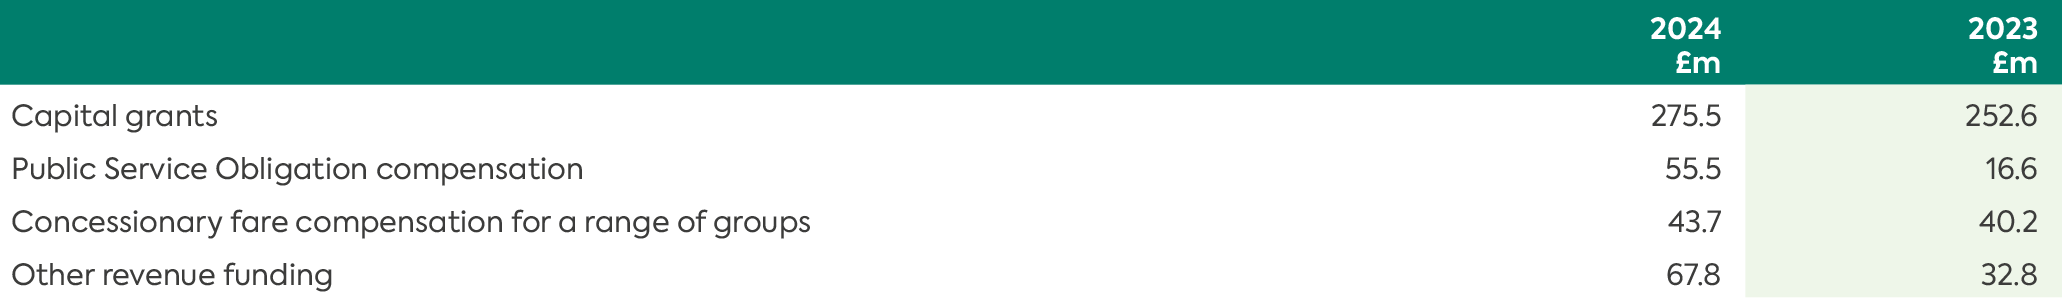 2024 2023
£m £m
Capital grants 275.5 252.6
Public Service Obligation compensation 55.5 16.6
Concessionary fare compensation for a range of groups 43.7 40.2
Other revenue funding 67.8 32.8